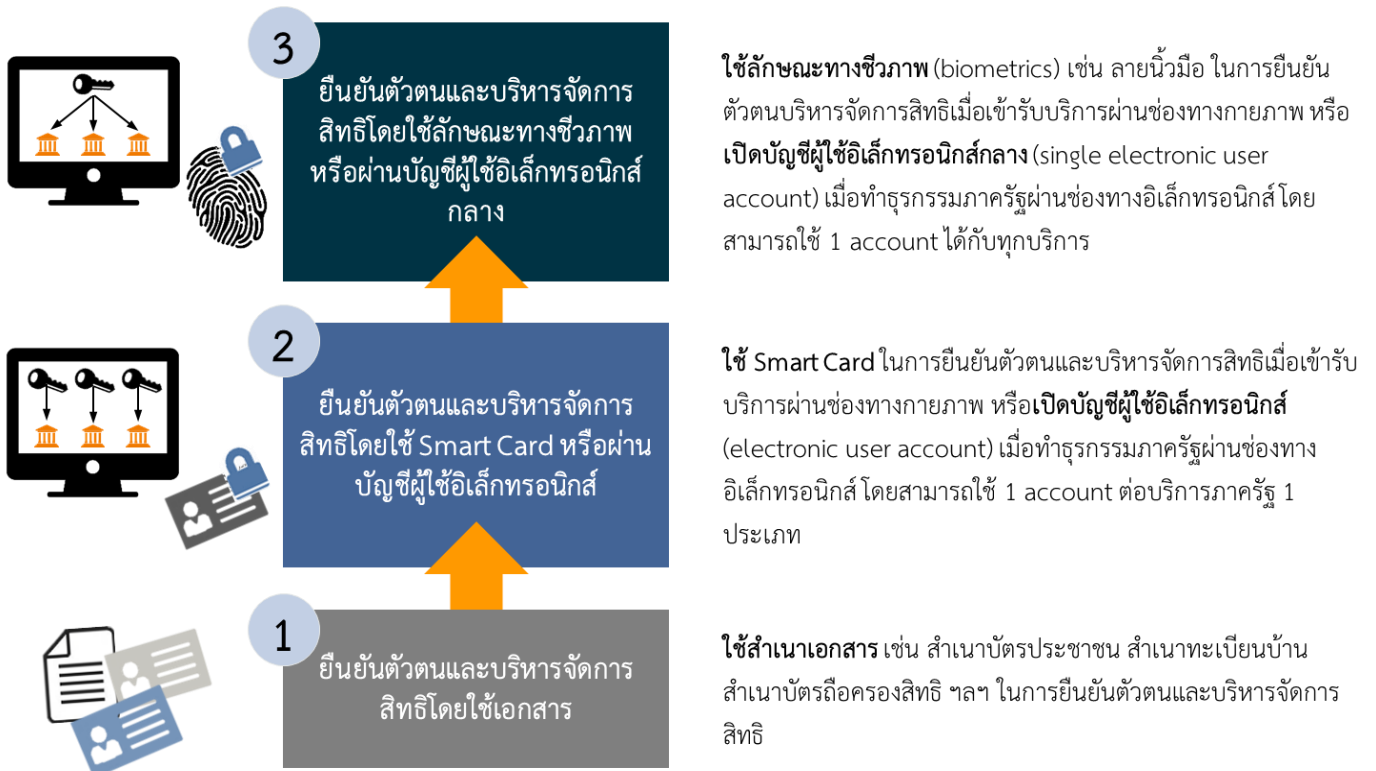 3
ยืนยันตัวตนและบริหารจัดการ
สิทธิโดยใช้ลักษณะทางชีวภาพ
หรือผ่านบัญชีผู้ใช้อิเล็กทรอนิกส์
กลาง
ใช้ลักษณะทางชีวภาพ (biometrics) เช่น ลายนิ้วมือ ในการยืนยัน
ตัวตนบริหารจัดการสิทธิเมื่อเข้ารับบริการผ่านช่องทางกายภาพ หรือ
เปิดบัญชีผู้ใช้อิเล็กทรอนิกส์กลาง (single electronic user
account) เมื่อทำธุรกรรมภาครัฐผ่านช่องทางอิเล็กทรอนิกส์ โดย
สามารถใช้ 1 account ได้กับทุกบริการ
2
ยืนยันตัวตนและบริหารจัดการ
สิทธิโดยใช้ Smart Card หรือผ่าน
บัญชีผู้ใช้อิเล็กทรอนิกส์
ใช้ Smart Card ในการยืนยันตัวตนและบริหารจัดการสิทธิเมื่อเข้ารับ
บริการผ่านช่องทางกายภาพ หรือเปิดบัญชีผู้ใช้อิเล็กทรอนิกส์
(electronic user account) เมื่อทำธุรกรรมภาครัฐผ่านช่องทาง
อิเล็กทรอนิกส์ โดยสามารถใช้ 1 account ต่อบริการภาครัฐ 1
ประเภท
1
ยืนยันตัวตนและบริหารจัดการ
สิทธิโดยใช้เอกสาร
ใช้สำเนาเอกสาร เช่น สำเนาบัตรประชาชน สำเนาทะเบียนบ้าน
สำเนาบัตรถือครองสิทธิ ฯลฯ ในการยืนยันตัวตนและบริหารจัดการ
สิทธิ